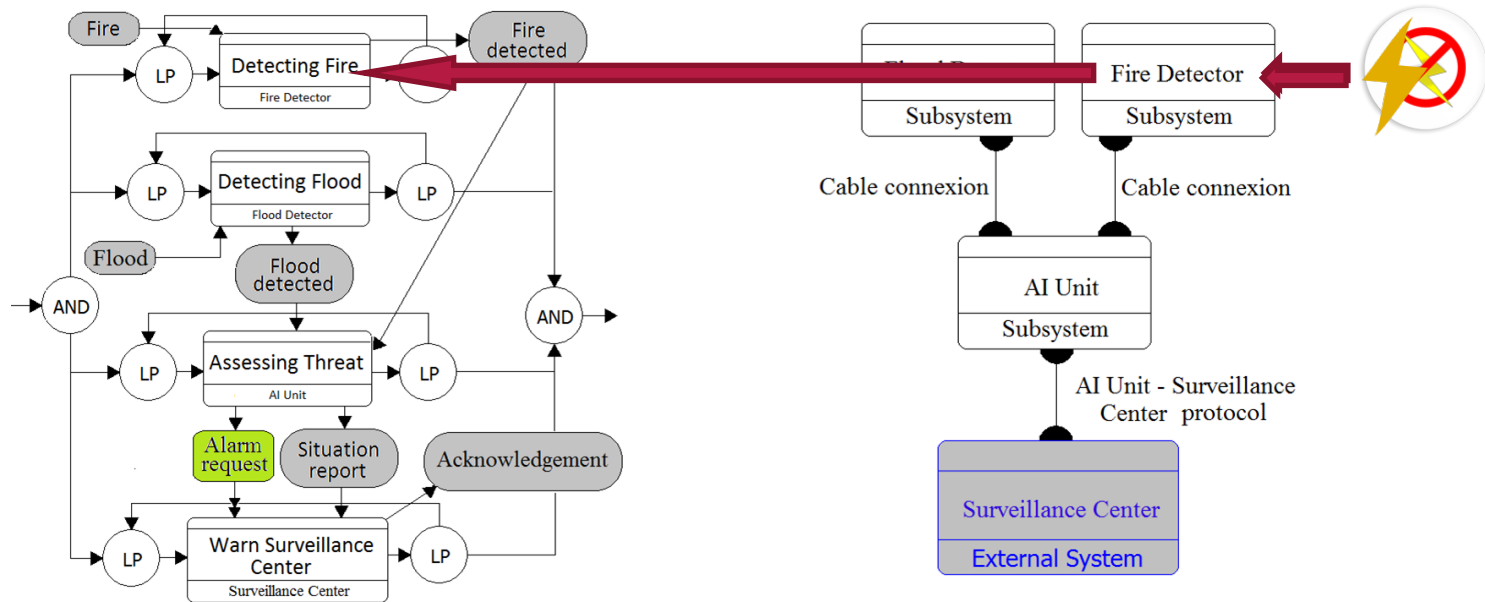 Fire
Fire
detected
LP
Detecting Fire
Fire Detector
LP
Detecting Flood
Flood Detector
LP
Flood
Flood
detected
AND
AND
LP
Assessing Threat
AI Unit
LP
Alarm
request
Situation
report
Acknowledgement
LP
Warn Surveillance
Center
Surveillance Center
LP
Subsystem
Fire Detector
Subsystem
Cable connexion
Cable connexion
AI Unit
Subsystem
AI Unit - Surveillance
Center protocol
Surveillance Center
External System